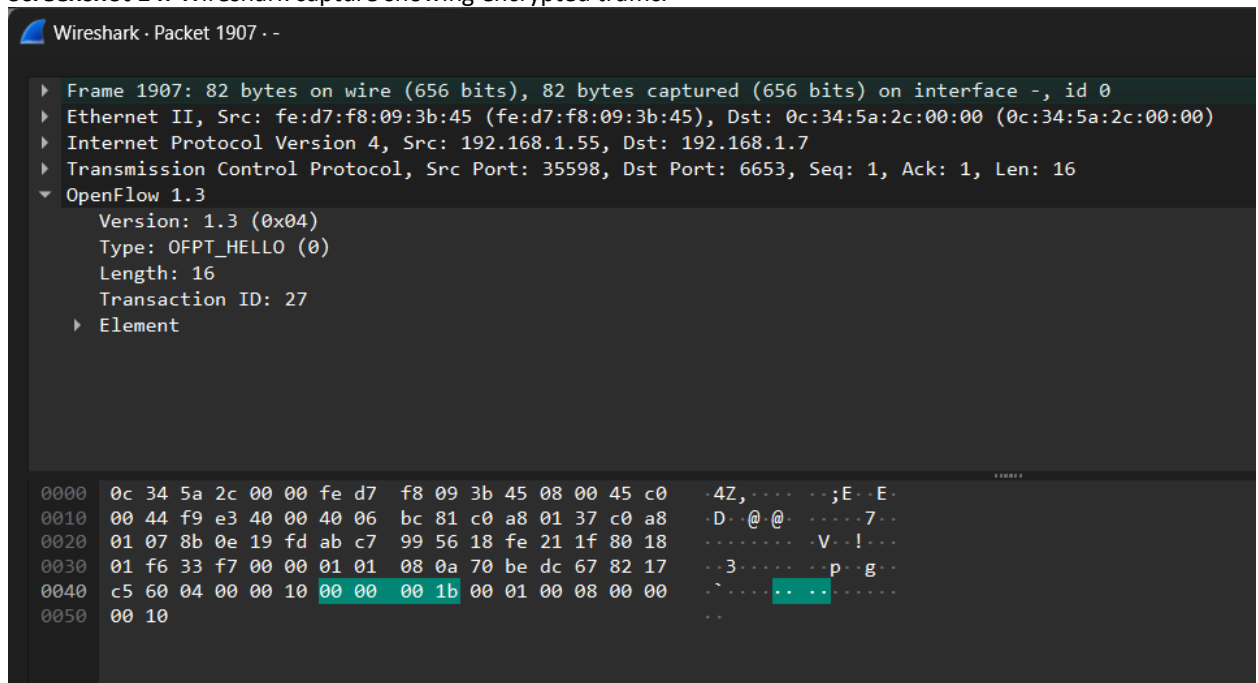 Screenshot 14: Wireshark capture showing encrypted traffic
Wireshark · Packet 1907 · -
Frame 1907: 82 bytes on wire (656 bits), 82 bytes captured (656 bits) on interface -, id 0
Ethernet II, Src: fe:d7:f8:09:3b:45 (fe:d7:f8:09:3b:45), Dst: 0c:34:5a:2c:00:00 (0c:34:5a:2c:00:00)
Internet Protocol Version 4, Src: 192.168.1.55, Dst: 192.168.1.7
Transmission Control Protocol, Src Port: 35598, Dst Port: 6653, Seq: 1, Ack: 1, Len: 16
OpenFlow 1.3
Version: 1.3 (0x04)
Type: OFPT_HELLO (0)
Length: 16
Transaction ID: 27
Element
0000 0c 34 5a 2c 00 00 fe d7 f8 09 3b 45 08 00 45 c0 ·4Z,···· ··;E··E·
0010 00 44 f9 e3 40 00 40 06 bc 81 c0 a8 01 37 c0 a8 ·D··@·@· ·····7··
0020 01 07 8b 0e 19 fd ab c7 99 56 18 fe 21 1f 80 18 ········ ·V··!···
0030 01 f6 33 f7 00 00 01 01 08 0a 70 be dc 67 82 17 ··3····· ··p··g··
0040 c5 60 04 00 00 10 00 00 00 1b 00 01 00 08 00 00 ·`······ ········
0050 00 10 ··